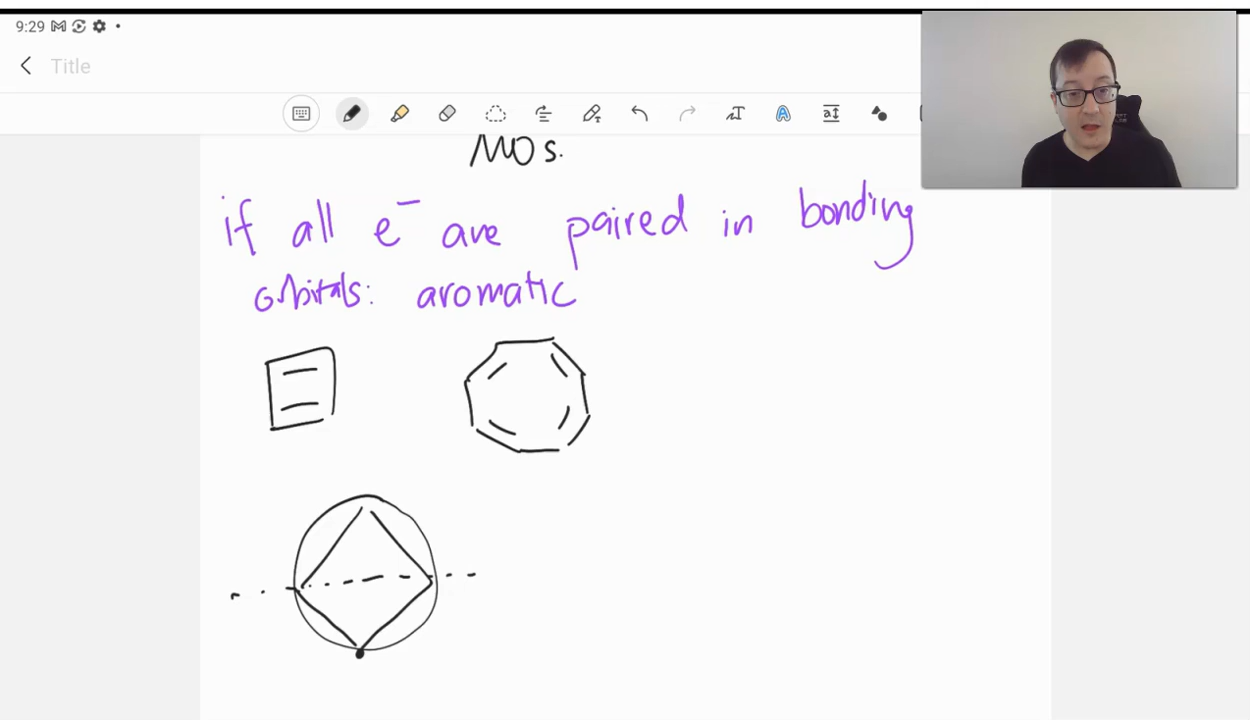 9:29
Title
MOs.
if all e⁻ are paired in bonding
orbitals: aromatic